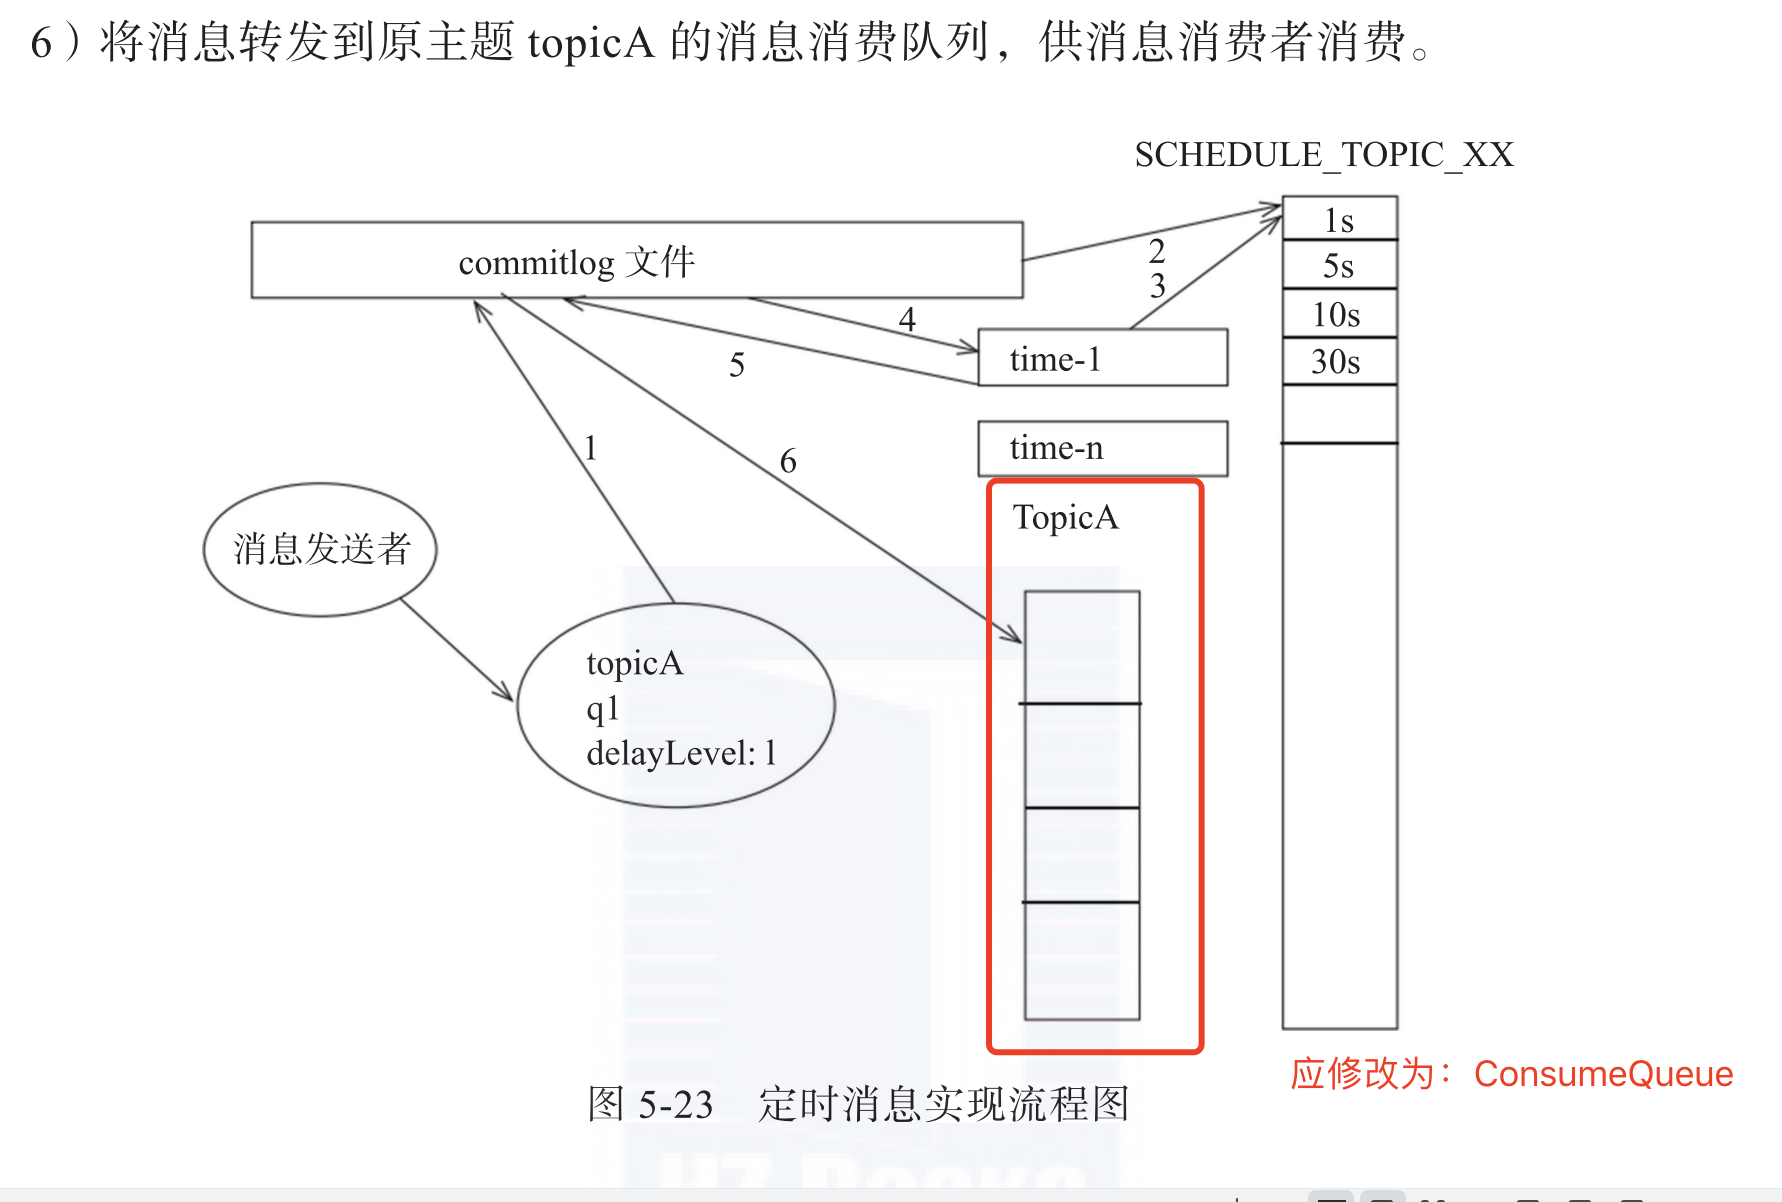 6）将消息转发到原主题 topicA 的消息消费队列，供消息消费者消费。
SCHEDULE_TOPIC_XX
1s
5s
10s
30s
commitlog 文件
2
3
4
5
time-1
time-n
1
6
TopicA
消息发送者
topicA
q1
delayLevel: 1
应修改为：ConsumeQueue
图 5-23 定时消息实现流程图